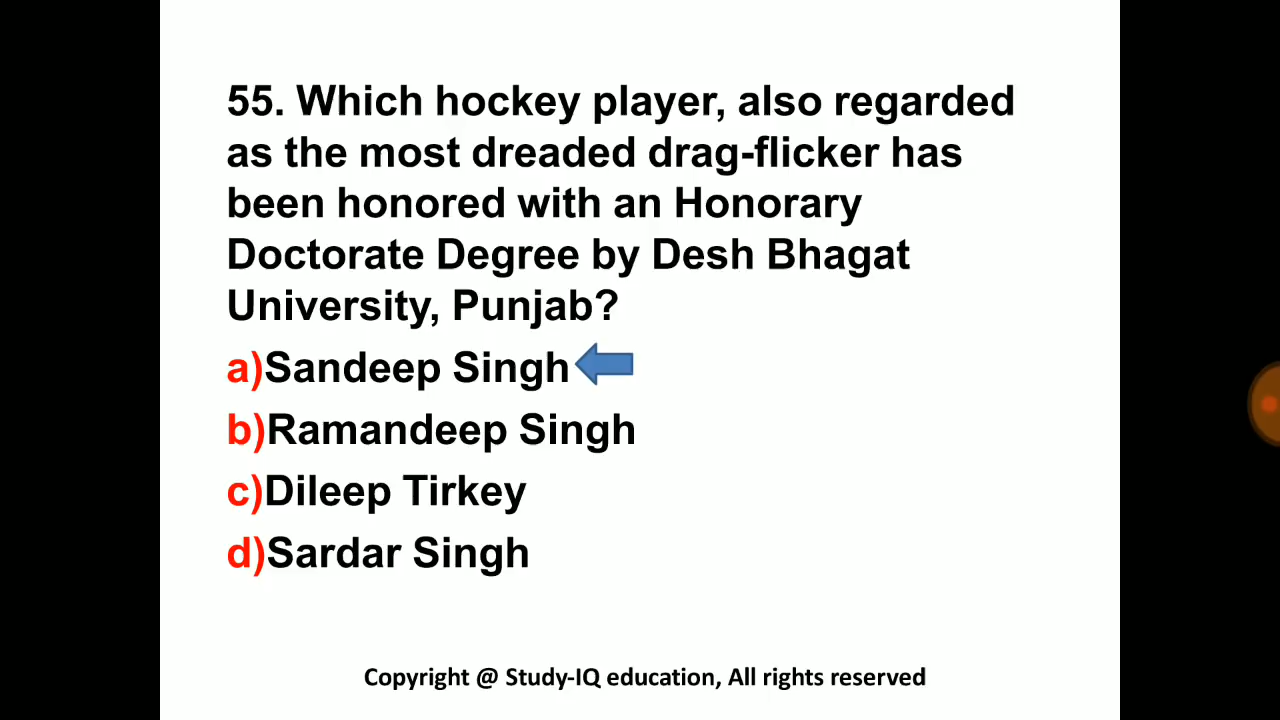 55. Which hockey player, also regarded
as the most dreaded drag-flicker has
been honored with an Honorary
Doctorate Degree by Desh Bhagat
University, Punjab?
a)Sandeep Singh
b)Ramandeep Singh
c)Dileep Tirkey
d)Sardar Singh
Copyright @ Study-IQ education, All rights reserved